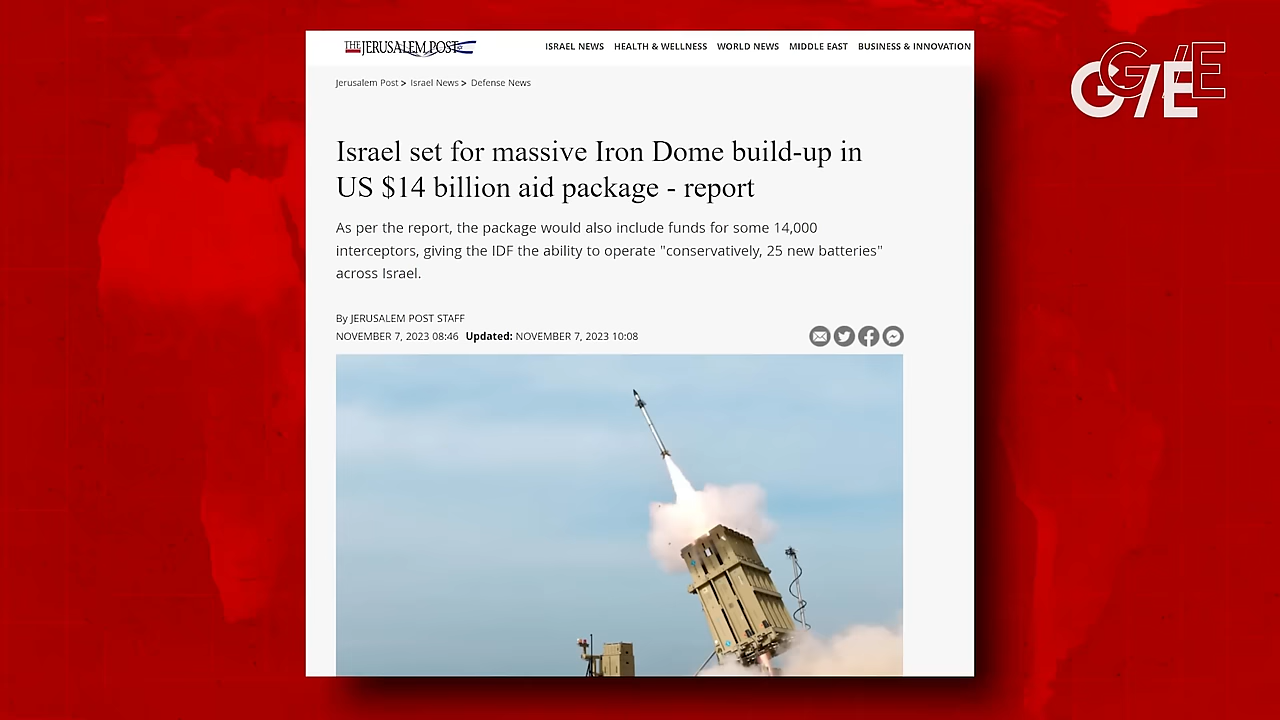 THE JERUSALEM POST
ISRAEL NEWS HEALTH & WELLNESS WORLD NEWS MIDDLE EAST BUSINESS & INNOVATION
G/E
G/E
Jerusalem Post > Israel News > Defense News
Israel set for massive Iron Dome build-up in
US $14 billion aid package - report
As per the report, the package would also include funds for some 14,000
interceptors, giving the IDF the ability to operate "conservatively, 25 new batteries"
across Israel.
By JERUSALEM POST STAFF
NOVEMBER 7, 2023 08:46 Updated: NOVEMBER 7, 2023 10:08